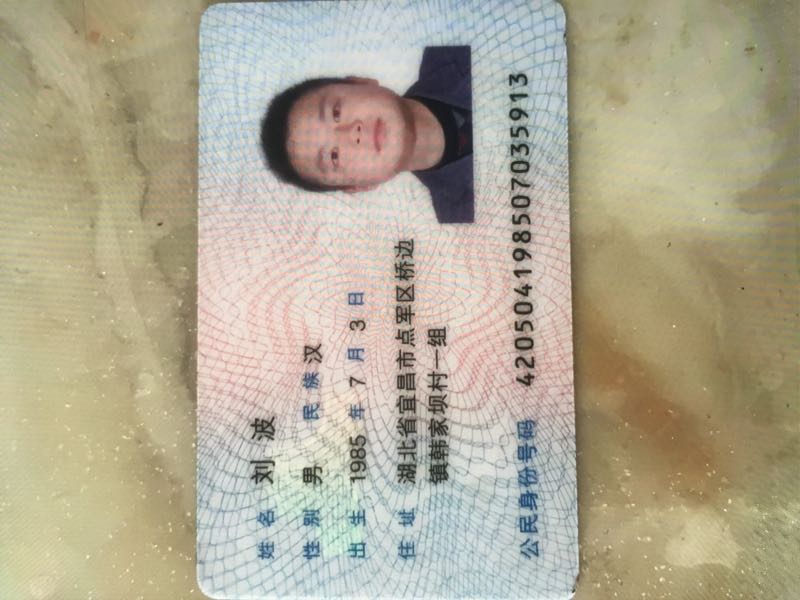 姓名 刘波
性别 男 民族 汉
出生 1985 年 7 月 3 日
住址 湖北省宜昌市点军区桥边
镇韩家坝村一组
公民身份号码 420504198507035913